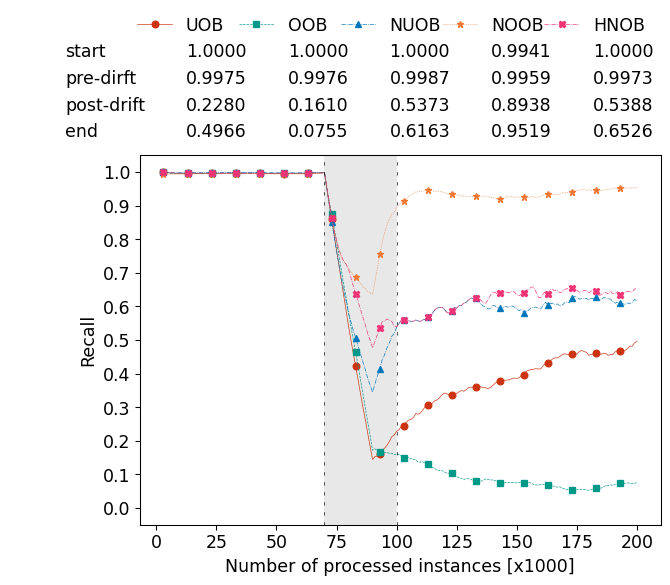 UOB OOB NUOB NOOB HNOB
start 1.0000 1.0000 1.0000 0.9941 1.0000
pre-dirft 0.9975 0.9976 0.9987 0.9959 0.9973
post-drift 0.2280 0.1610 0.5373 0.8938 0.5388
end 0.4966 0.0755 0.6163 0.9519 0.6526
1.0
0.9
0.8
0.7
0.6
0.5
0.4
0.3
0.2
0.1
0.0
Recall
0 25 50 75 100 125 150 175 200
Number of processed instances [x1000]